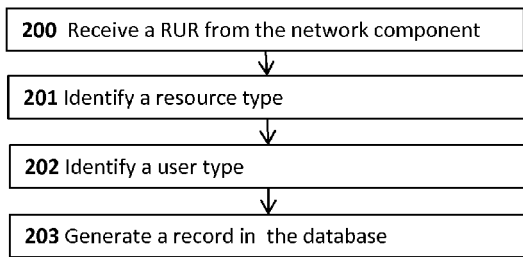 200 Receive a RUR from the network component
201 Identify a resource type
202 Identify a user type
203 Generate a record in the database